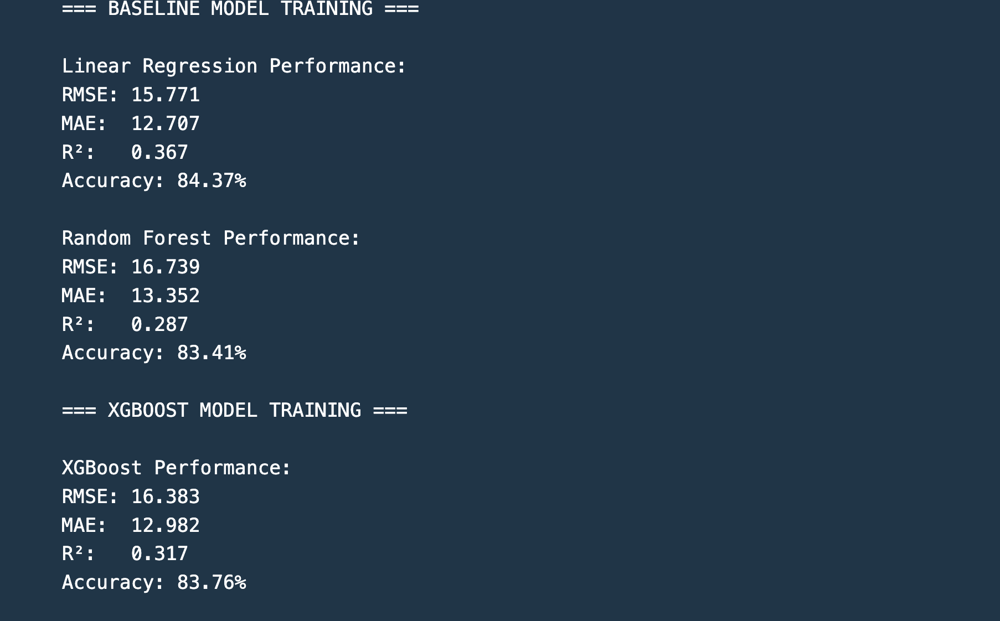 === BASELINE MODEL TRAINING ===
Linear Regression Performance:
RMSE: 15.771
MAE:  12.707
R²:   0.367
Accuracy: 84.37%
Random Forest Performance:
RMSE: 16.739
MAE:  13.352
R²:   0.287
Accuracy: 83.41%
=== XGBOOST MODEL TRAINING ===
XGBoost Performance:
RMSE: 16.383
MAE:  12.982
R²:   0.317
Accuracy: 83.76%